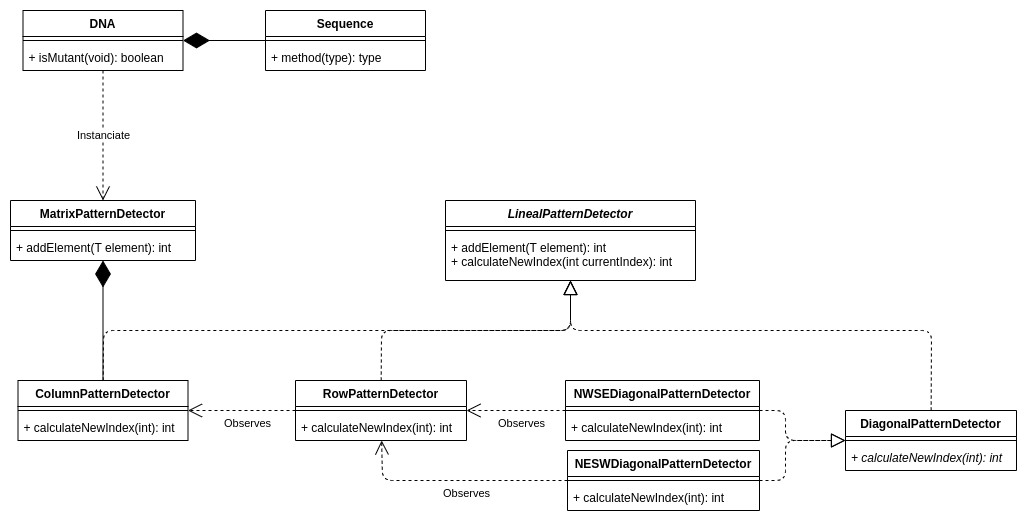 DNA
+ isMutant(void): boolean
Sequence
+ method(type): type
Instanciate
MatrixPatternDetector
+ addElement(T element): int
LinealPatternDetector
+ addElement(T element): int
+ calculateNewIndex(int currentIndex): int
ColumnPatternDetector
+ calculateNewIndex(int): int
Observes
RowPatternDetector
+ calculateNewIndex(int): int
Observes
NWSEDiagonalPatternDetector
+ calculateNewIndex(int): int
DiagonalPatternDetector
+ calculateNewIndex(int): int
NESWDiagonalPatternDetector
+ calculateNewIndex(int): int
Observes